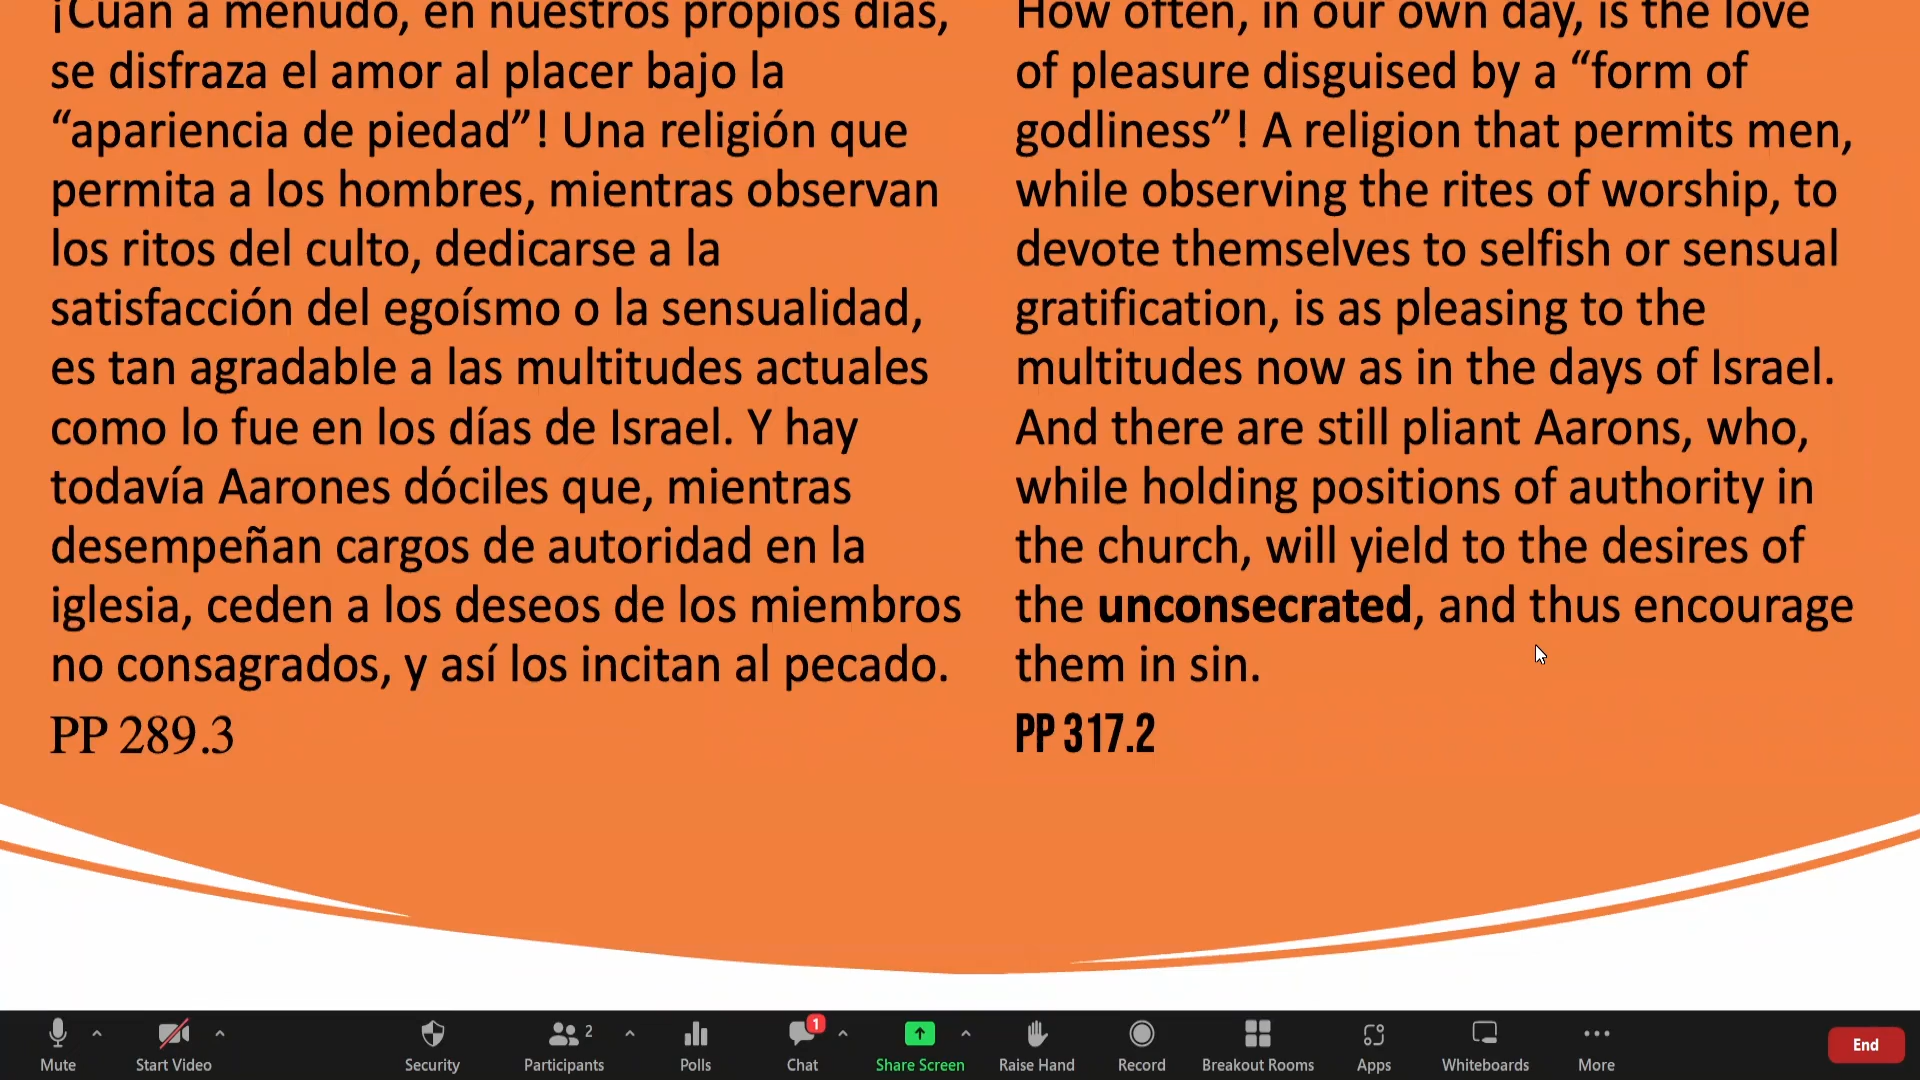 ¡Cuán a menudo, en nuestros propios días,
se disfraza el amor al placer bajo la
“apariencia de piedad”! Una religión que
permita a los hombres, mientras observan
los ritos del culto, dedicarse a la
satisfacción del egoísmo o la sensualidad,
es tan agradable a las multitudes actuales
como lo fue en los días de Israel. Y hay
todavía Aarones dóciles que, mientras
desempeñan cargos de autoridad en la
iglesia, ceden a los deseos de los miembros
no consagrados, y así los incitan al pecado.
PP 289.3
How often, in our own day, is the love
of pleasure disguised by a “form of
godliness”! A religion that permits men,
while observing the rites of worship, to
devote themselves to selfish or sensual
gratification, is as pleasing to the
multitudes now as in the days of Israel.
And there are still pliant Aarons, who,
while holding positions of authority in
the church, will yield to the desires of
the unconsecrated, and thus encourage
them in sin.
PP 317.2
Mute
Start Video
Security
2
Participants
Polls
1
Chat
Share Screen
Raise Hand
Record
Breakout Rooms
Apps
Whiteboards
More
End